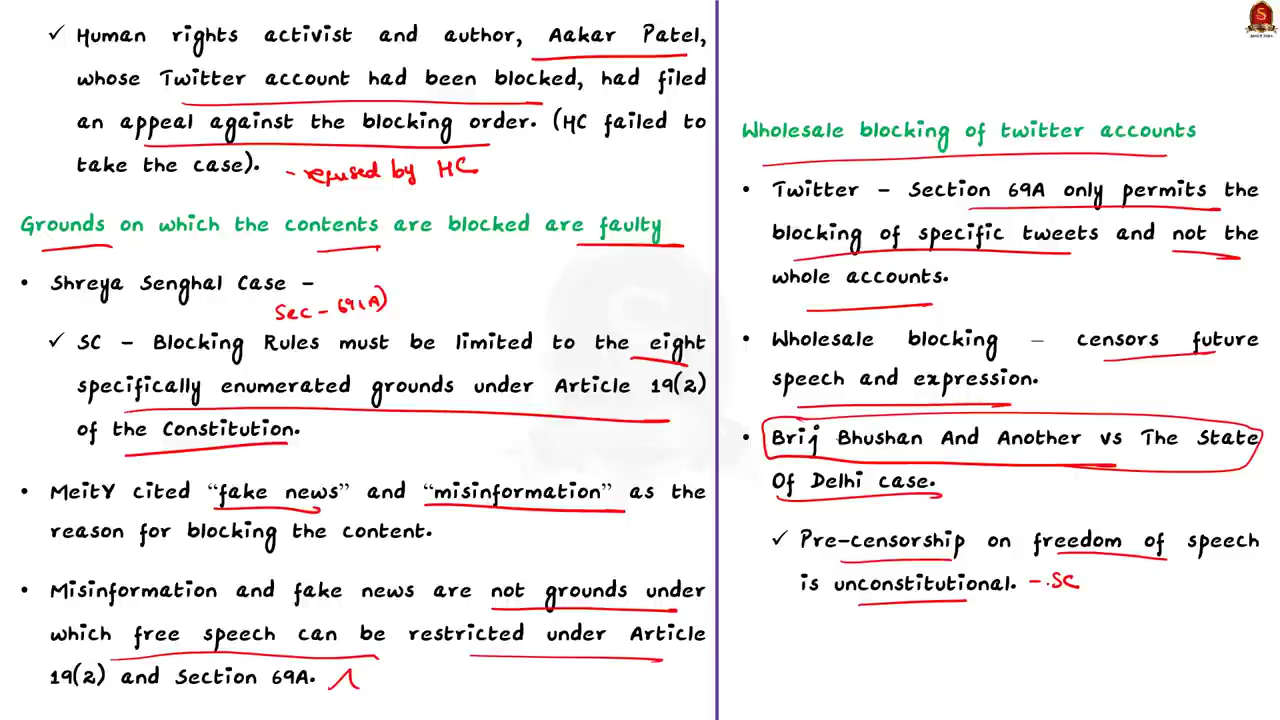 ✓ Human rights activist and author, Aakar Patel,
whose Twitter account had been blocked, had filed
an appeal against the blocking order. (HC failed to
take the case). - refused by HC
Grounds on which the contents are blocked are faulty
• Shreya Senghal Case –
Sec - 69(A)
✓ SC – Blocking Rules must be limited to the eight
specifically enumerated grounds under Article 19(2)
of the Constitution.
• MeitY cited “fake news” and “misinformation” as the
reason for blocking the content.
• Misinformation and fake news are not grounds under
which free speech can be restricted under Article
19(2) and Section 69A.
Wholesale blocking of twitter accounts
• Twitter – Section 69A only permits the
blocking of specific tweets and not the
whole accounts.
• Wholesale blocking – censors future
speech and expression.
• Brij Bhushan And Another vs The State
Of Delhi case.
✓ Pre-censorship on freedom of speech
is unconstitutional. - SC
S